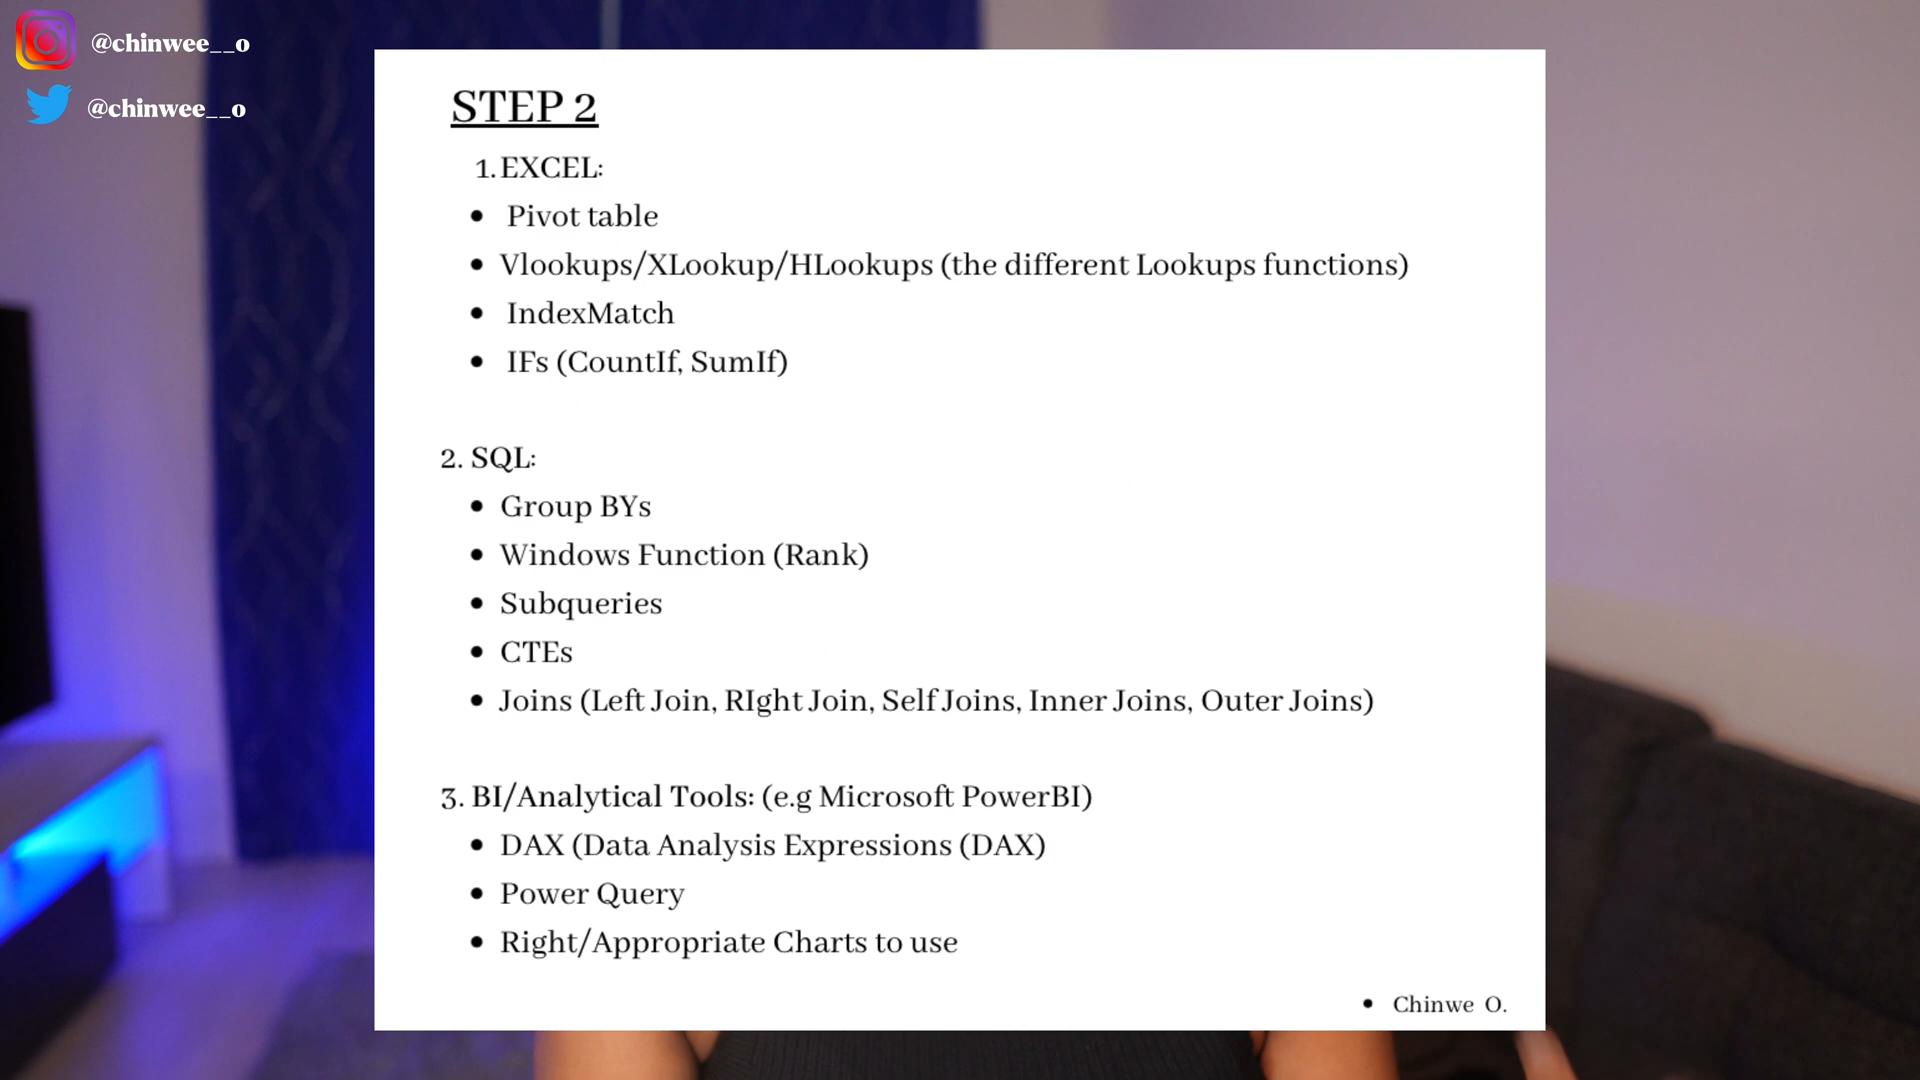 @chinwee__o
@chinwee__o
STEP 2
1. EXCEL:
• Pivot table
• Vlookups/XLookup/HLookups (the different Lookups functions)
• IndexMatch
• IFs (CountIf, SumIf)
2. SQL:
• Group BYs
• Windows Function (Rank)
• Subqueries
• CTEs
• Joins (Left Join, RIght Join, Self Joins, Inner Joins, Outer Joins)
3. BI/Analytical Tools: (e.g Microsoft PowerBI)
• DAX (Data Analysis Expressions (DAX)
• Power Query
• Right/Appropriate Charts to use
• Chinwe O.